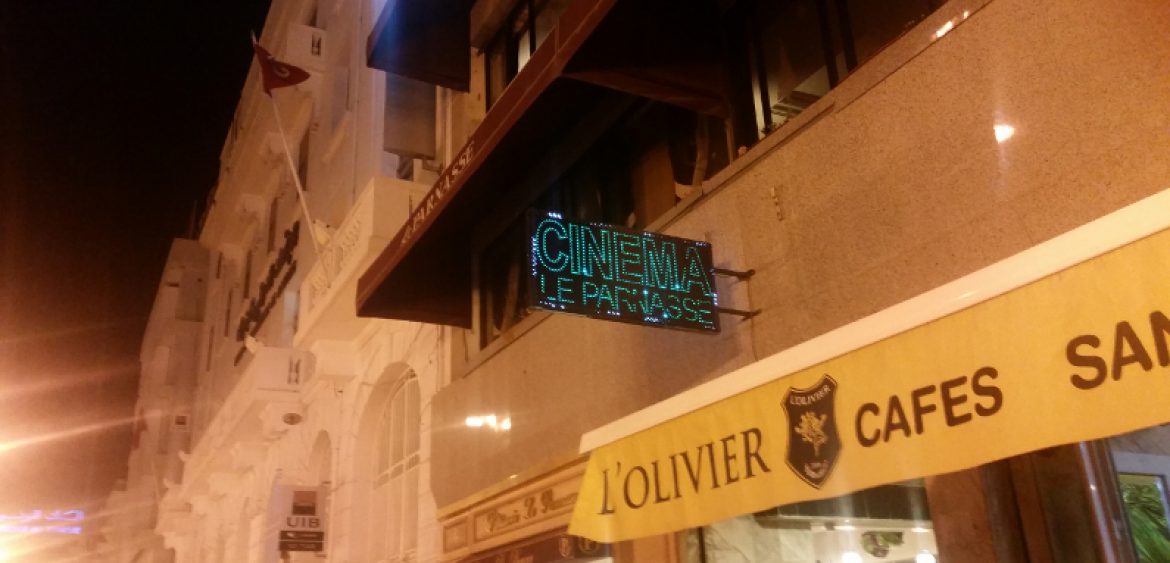 PARNASSE
CINEMA
LE PARNASSE
L'OLIVIER
L'OLIVIER
CAFES
SAN
UIB